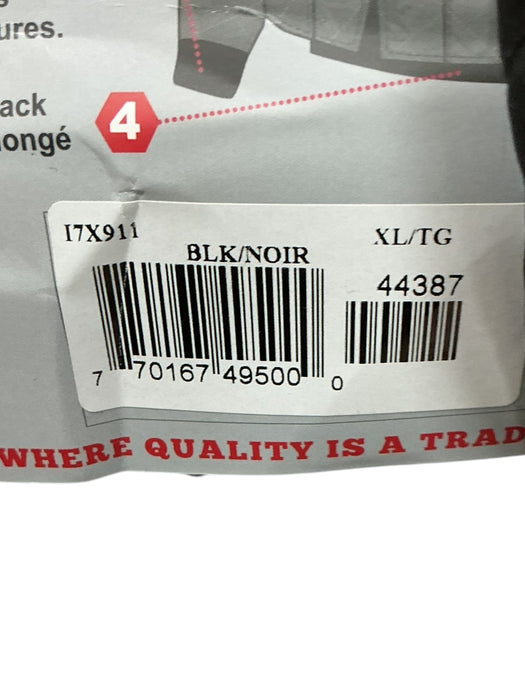 ures.
ack
ongé
4
I7X911
BLK/NOIR
XL/TG
44387
7 70167 49500 0
WHERE QUALITY IS A TRAD